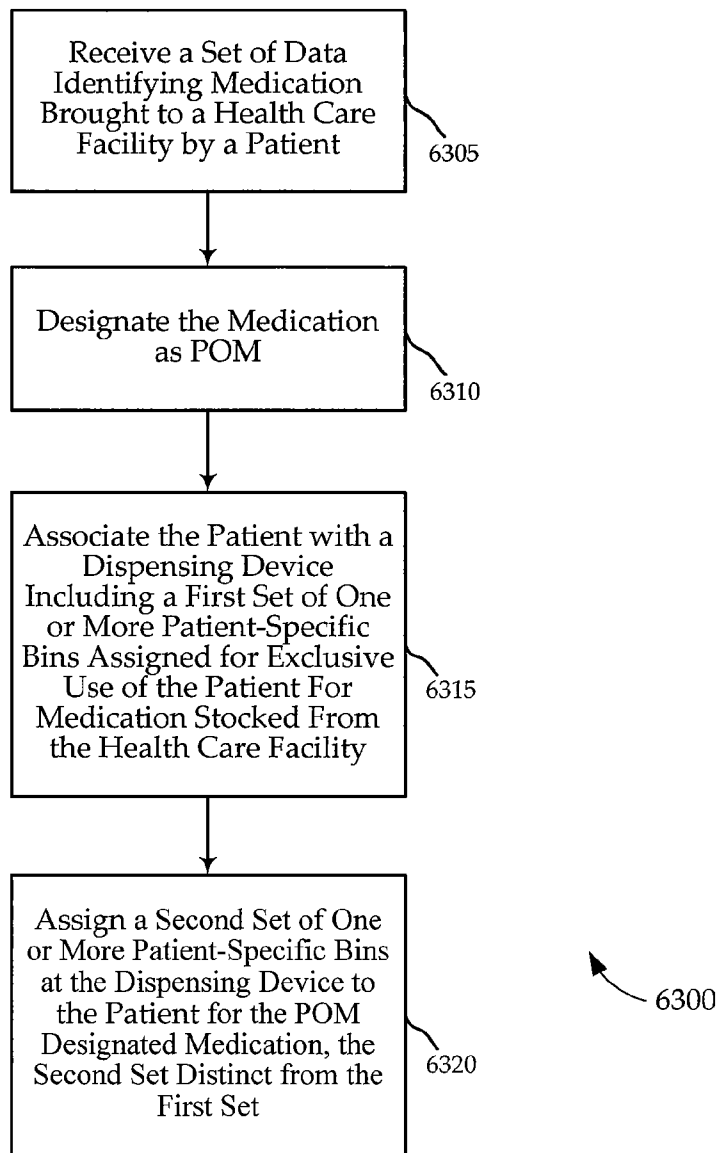 Receive a Set of Data
Identifying Medication
Brought to a Health Care
Facility by a Patient
6305
Designate the Medication
as POM
6310
Associate the Patient with a
Dispensing Device
Including a First Set of One
or More Patient-Specific
Bins Assigned for Exclusive
Use of the Patient For
Medication Stocked From
the Health Care Facility
6315
Assign a Second Set of One
or More Patient-Specific Bins
at the Dispensing Device to
the Patient for the POM
Designated Medication, the
Second Set Distinct from the
First Set
6320
6300